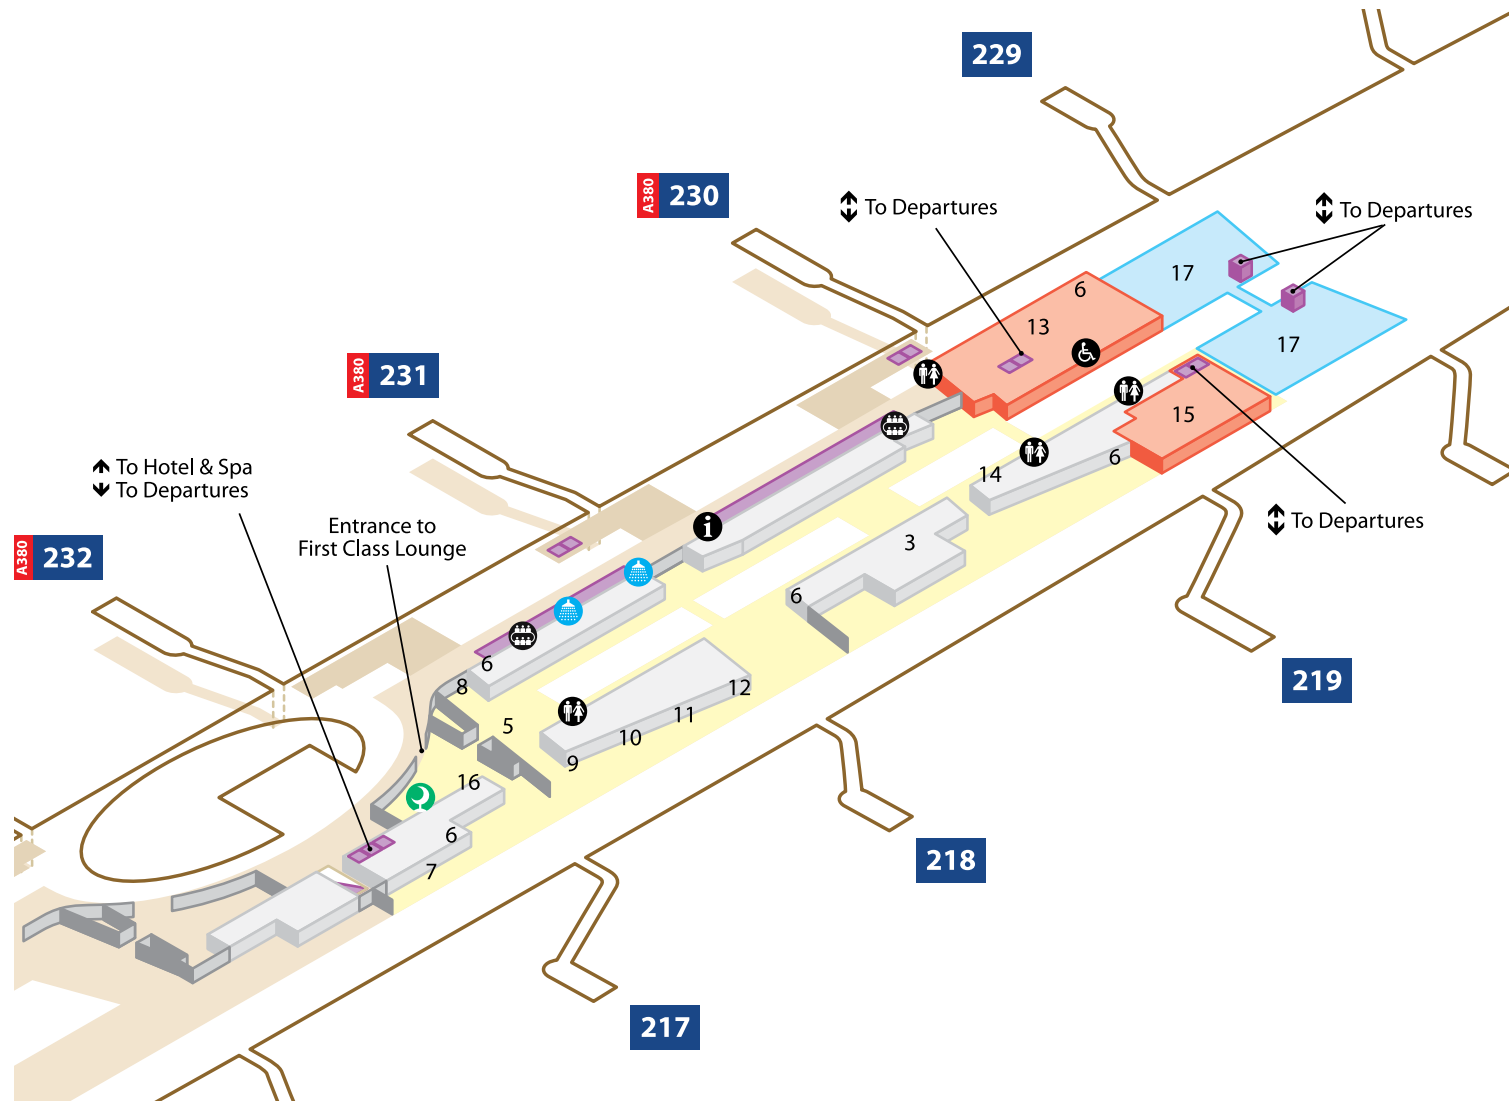 229
A380 230
To Departures
To Departures
17
6
13
17
A380 231
15
To Hotel & Spa
To Departures
14
6
Entrance to
First Class Lounge
To Departures
A380 232
3
6
6
8
12
219
5
11
10
9
16
6
7
218
217